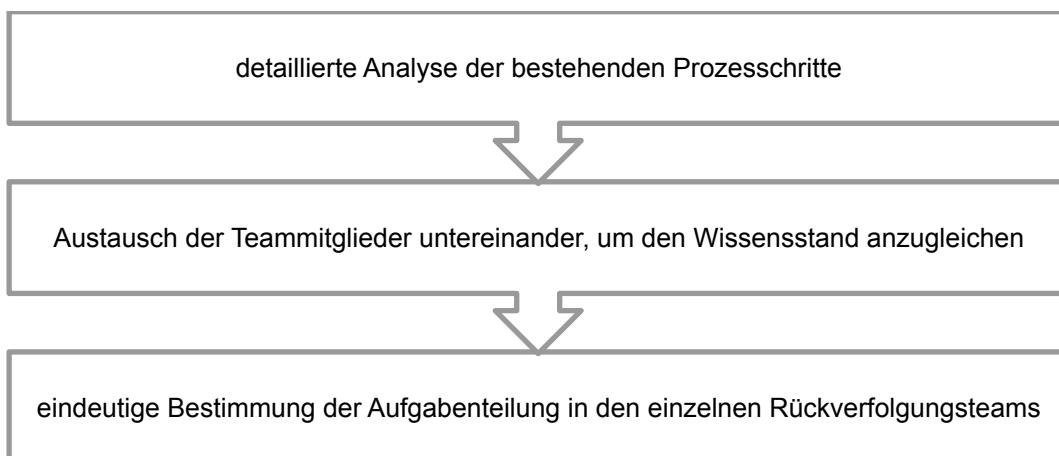 detaillierte Analyse der bestehenden Prozesschritte
Austausch der Teammitglieder untereinander, um den Wissensstand anzugleichen
eindeutige Bestimmung der Aufgabenteilung in den einzelnen Rückverfolgungsteams